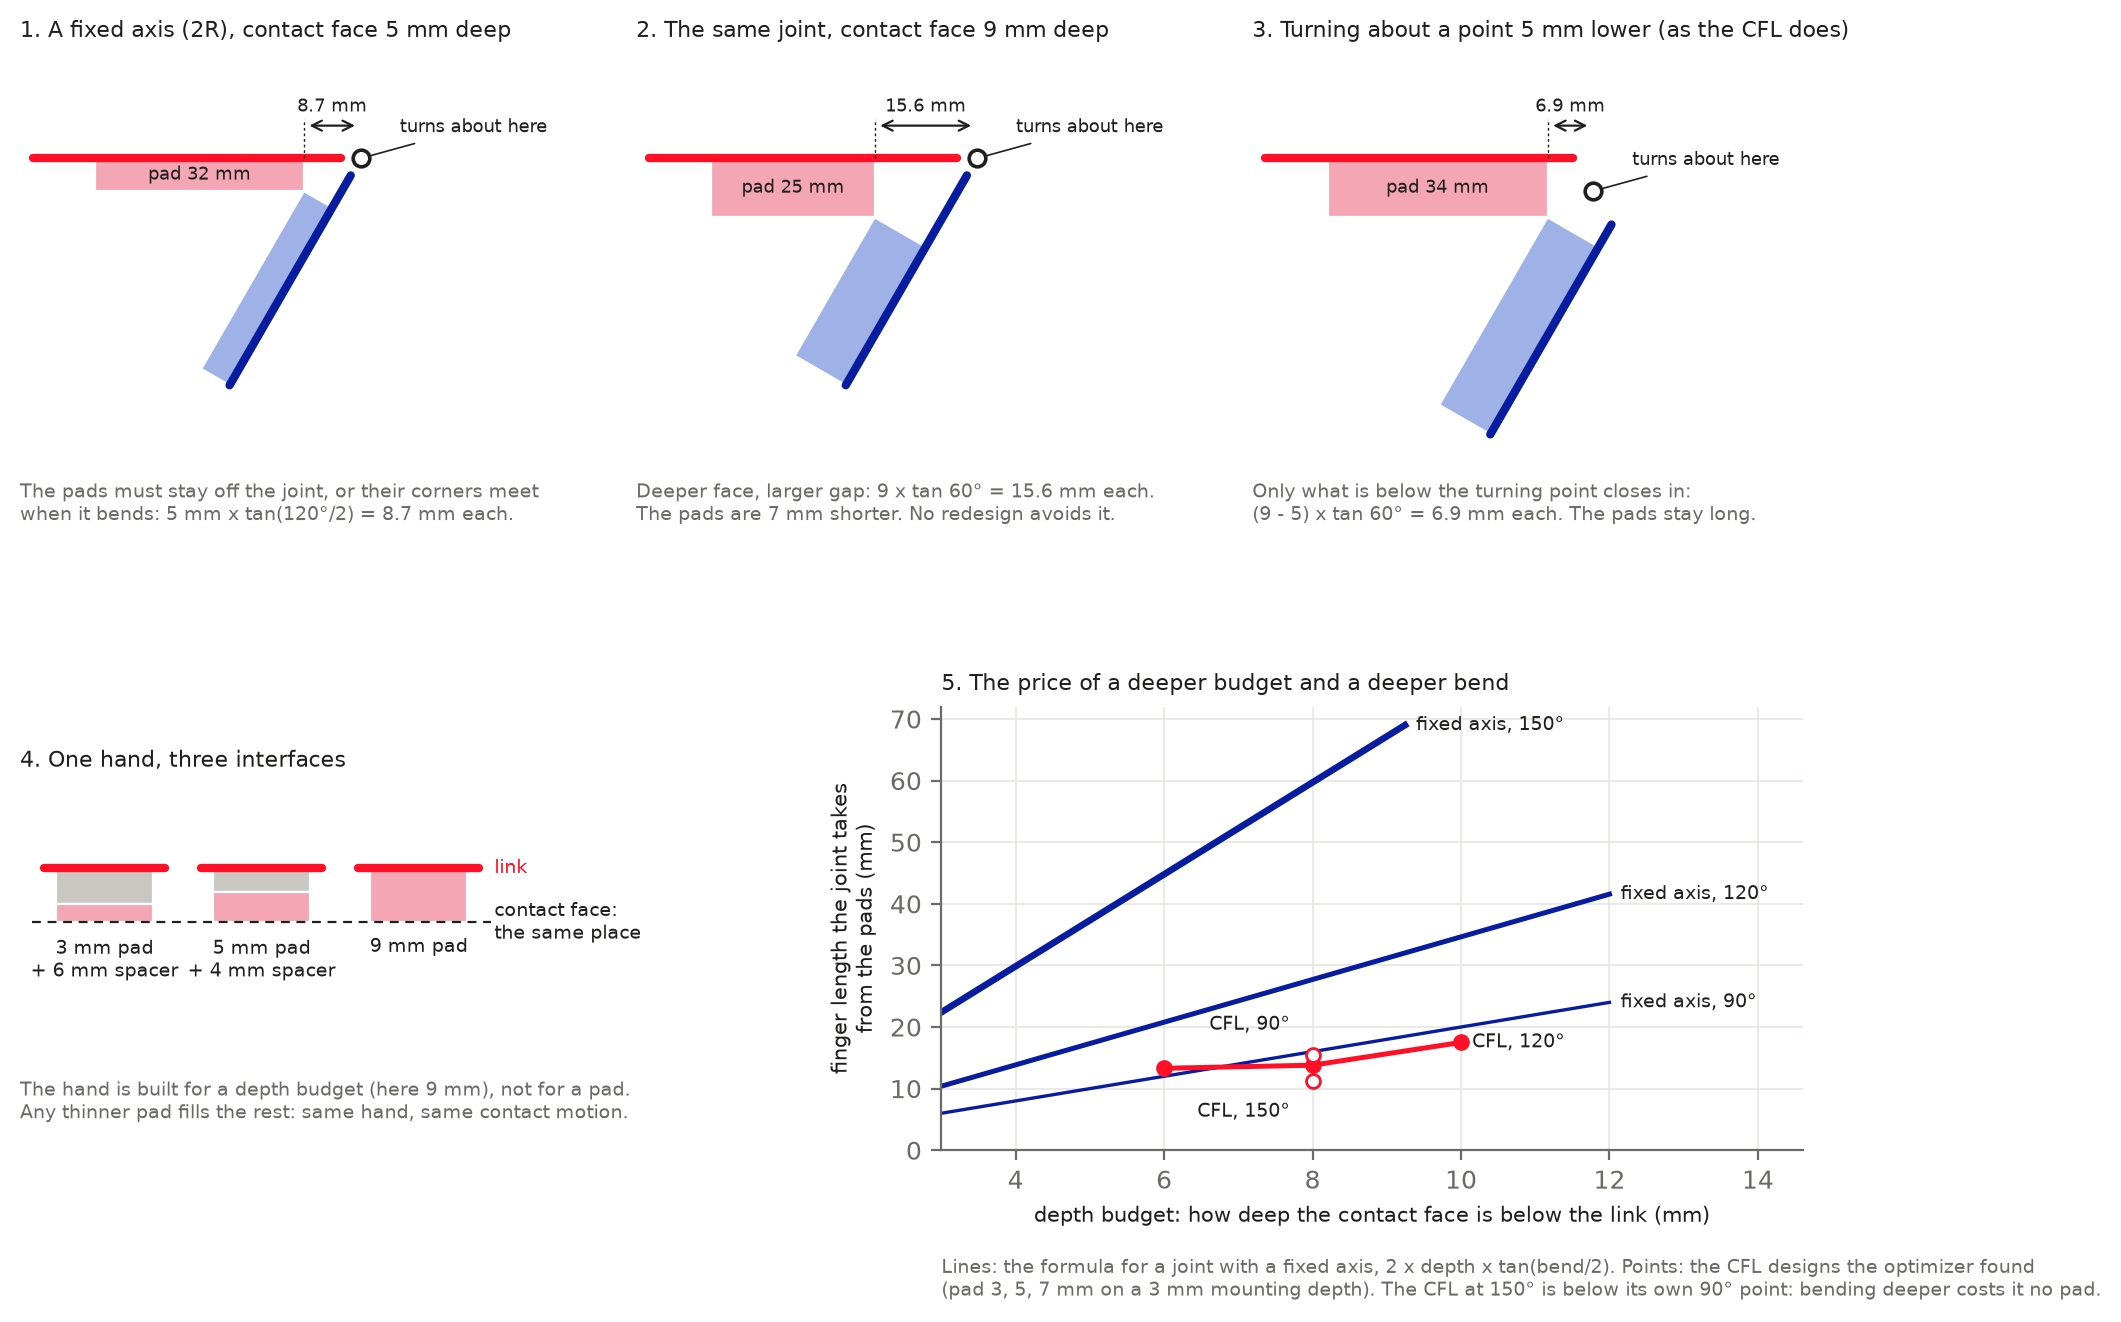 1. A fixed axis (2R), contact face 5 mm deep
8.7 mm
turns about here
pad 32 mm
The pads must stay off the joint, or their corners meet
when it bends: 5 mm x tan(120°/2) = 8.7 mm each.
2. The same joint, contact face 9 mm deep
15.6 mm
turns about here
pad 25 mm
Deeper face, larger gap: 9 x tan 60° = 15.6 mm each.
The pads are 7 mm shorter. No redesign avoids it.
3. Turning about a point 5 mm lower (as the CFL does)
6.9 mm
turns about here
pad 34 mm
Only what is below the turning point closes in:
(9 - 5) x tan 60° = 6.9 mm each. The pads stay long.
4. One hand, three interfaces
link
contact face:
the same place
3 mm pad
+ 6 mm spacer
5 mm pad
+ 4 mm spacer
9 mm pad
The hand is built for a depth budget (here 9 mm), not for a pad.
Any thinner pad fills the rest: same hand, same contact motion.
5. The price of a deeper budget and a deeper bend
finger length the joint takes
from the pads (mm)
70
60
50
40
30
20
10
0
fixed axis, 150°
fixed axis, 120°
fixed axis, 90°
CFL, 90°
CFL, 120°
CFL, 150°
4
6
8
10
12
14
depth budget: how deep the contact face is below the link (mm)
Lines: the formula for a joint with a fixed axis, 2 x depth x tan(bend/2). Points: the CFL designs the optimizer found
(pad 3, 5, 7 mm on a 3 mm mounting depth). The CFL at 150° is below its own 90° point: bending deeper costs it no pad.